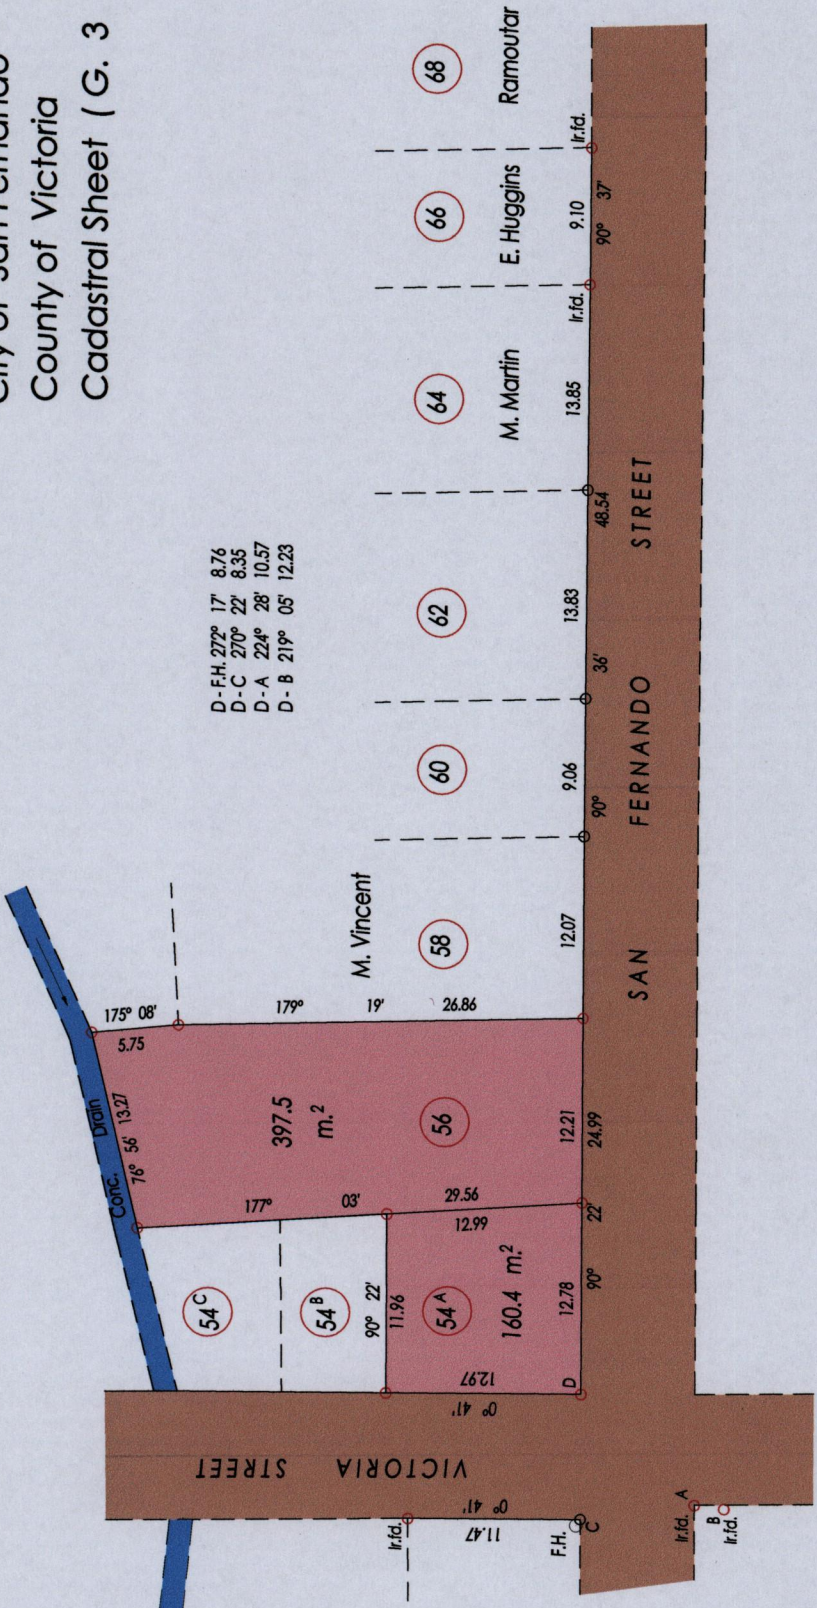 County of Victoria
Cadastral Sheet ( G. 3
D - F.H. 272° 17' 8.76
D - C 270° 22' 8.35
D - A 224° 28' 10.57
D - B 219° 05' 12.23
Conc. Drain
76° 56' 13.27
175° 08'
5.75
54 C
54 B
177° 03'
29.56
397.5
m.²
56
179° 19' 26.86
M. Vincent
58
60
62
64
M. Martin
66
E. Huggins
68
Ramoutar
90° 22'
11.96
54 A
12.99
160.4 m.²
12.97
0° 41'
D
12.78
12.21
12.07
9.06
13.83
13.85
Ir.fd.
9.10
Ir.fd.
90° 22' 24.99
90° 36' 48.54
90° 37'
VICTORIA STREET
0° 41'
11.47
Ir.fd.
F.H.
C
SAN FERNANDO STREET
Ir.fd. A
B
Ir.fd.